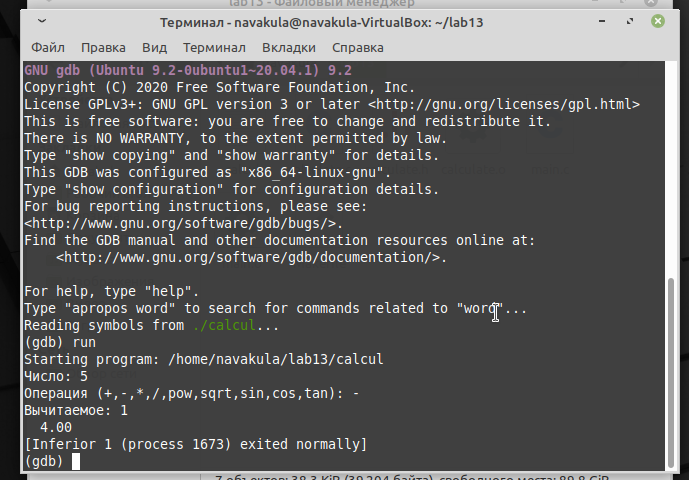 lab13 - Файловый менеджер
Терминал - navakula@navakula-VirtualBox: ~/lab13
Файл Правка Вид Терминал Вкладки Справка
GNU gdb (Ubuntu 9.2-0ubuntu1~20.04.1) 9.2
Copyright (C) 2020 Free Software Foundation, Inc.
License GPLv3+: GNU GPL version 3 or later <http://gnu.org/licenses/gpl.html>
This is free software: you are free to change and redistribute it.
There is NO WARRANTY, to the extent permitted by law.
Type "show copying" and "show warranty" for details.
This GDB was configured as "x86_64-linux-gnu".
Type "show configuration" for configuration details.
For bug reporting instructions, please see:
<http://www.gnu.org/software/gdb/bugs/>.
Find the GDB manual and other documentation resources online at:
    <http://www.gnu.org/software/gdb/documentation/>.
For help, type "help".
Type "apropos word" to search for commands related to "word"...
Reading symbols from ./calcul...
(gdb) run
Starting program: /home/navakula/lab13/calcul
Число: 5
Операция (+,-,*,/,pow,sqrt,sin,cos,tan): -
Вычитаемое: 1
  4.00
[Inferior 1 (process 1673) exited normally]
(gdb)
7 объектов: 38,3 KiB (39 204 байта), свободного места: 89,8 GiB